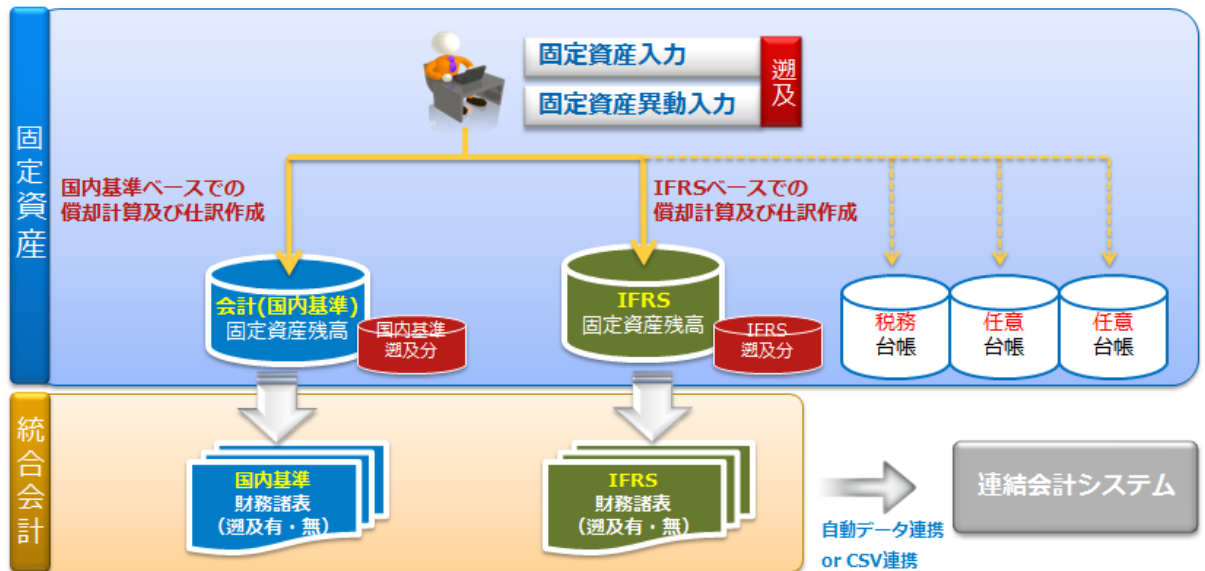 固定資産
固定資産入力
固定資産異動入力
遡及
国内基準ベースでの
償却計算及び仕訳作成
IFRSベースでの
償却計算及び仕訳作成
会計(国内基準)
固定資産残高
国内基準
遡及分
IFRS
固定資産残高
IFRS
遡及分
税務
台帳
任意
台帳
任意
台帳
統合会計
国内基準
財務諸表
（遡及有・無）
IFRS
財務諸表
（遡及有・無）
自動データ連携
or CSV連携
連結会計システム